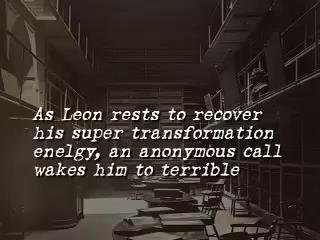 As Leon rests to recover
his super transformation
enelgy, an anonymous call
wakes him to terrible